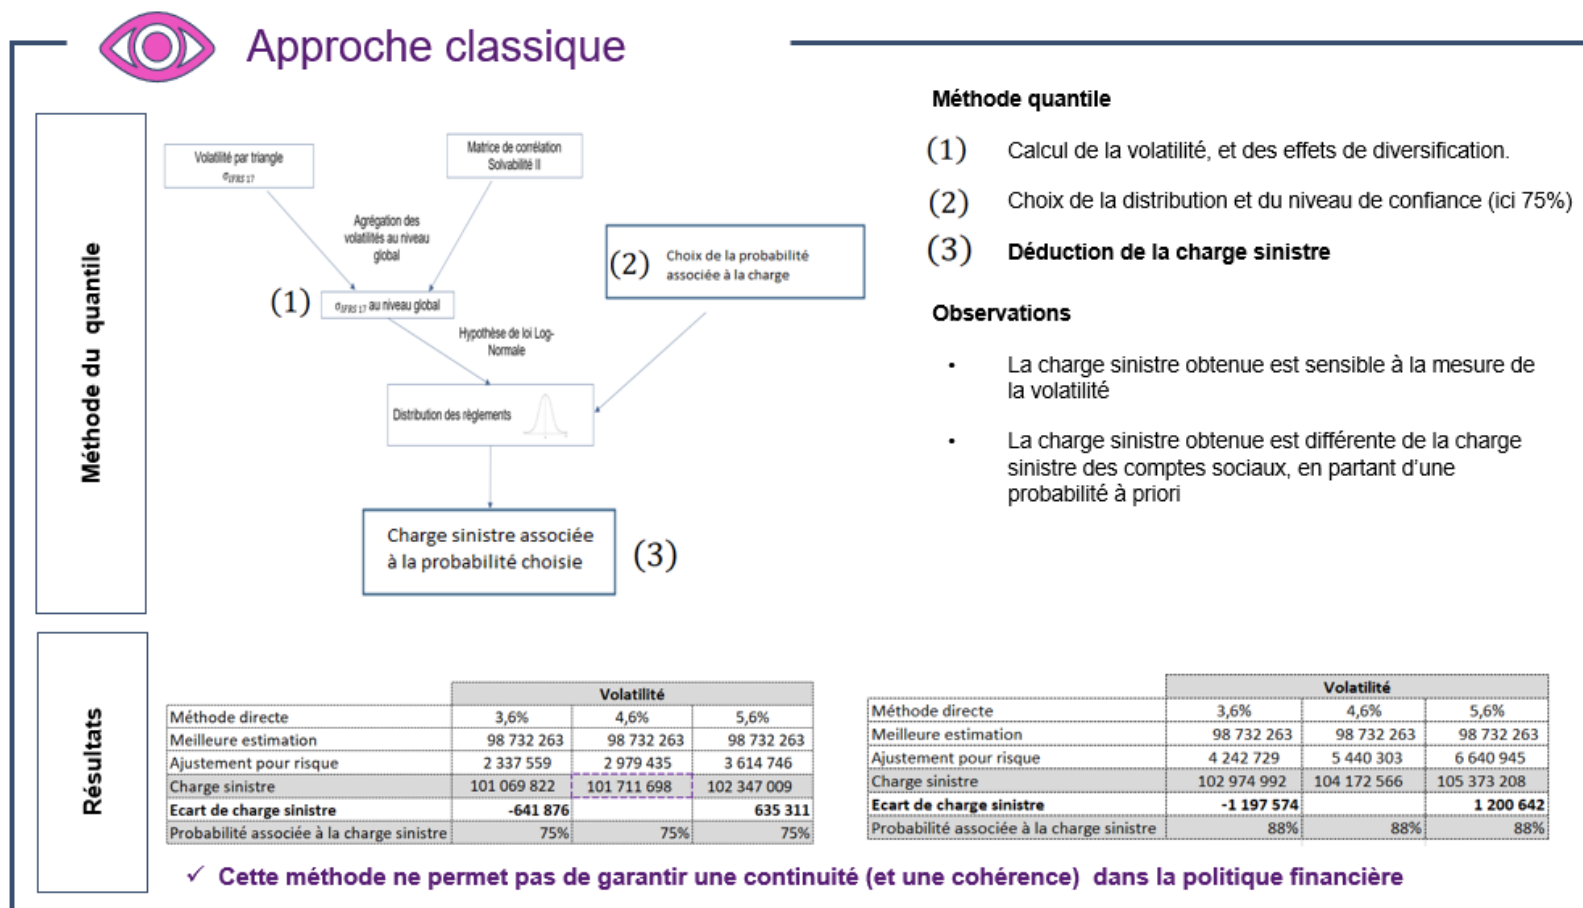 Approche classique
Méthode du quantile
Volatilité par triangle
σIFRS 17
Matrice de corrélation
Solvabilité II
Agrégation des
volatilités au niveau
global
(1)
σIFRS 17 au niveau global
(2)
Choix de la probabilité
associée à la charge
Hypothèse de loi Log-
Normale
Distribution des règlements
Charge sinistre associée
à la probabilité choisie
(3)
Méthode quantile
(1) Calcul de la volatilité, et des effets de diversification.
(2) Choix de la distribution et du niveau de confiance (ici 75%)
(3) Déduction de la charge sinistre
Observations
• La charge sinistre obtenue est sensible à la mesure de
la volatilité
• La charge sinistre obtenue est différente de la charge
sinistre des comptes sociaux, en partant d'une
probabilité à priori
Résultats
Volatilité
Méthode directe 3,6% 4,6% 5,6%
Meilleure estimation 98 732 263 98 732 263 98 732 263
Ajustement pour risque 2 337 559 2 979 435 3 614 746
Charge sinistre 101 069 822 101 711 698 102 347 009
Ecart de charge sinistre -641 876 635 311
Probabilité associée à la charge sinistre 75% 75% 75%
Volatilité
Méthode directe 3,6% 4,6% 5,6%
Meilleure estimation 98 732 263 98 732 263 98 732 263
Ajustement pour risque 4 242 729 5 440 303 6 640 945
Charge sinistre 102 974 992 104 172 566 105 373 208
Ecart de charge sinistre -1 197 574 1 200 642
Probabilité associée à la charge sinistre 88% 88% 88%
✓ Cette méthode ne permet pas de garantir une continuité (et une cohérence) dans la politique financière